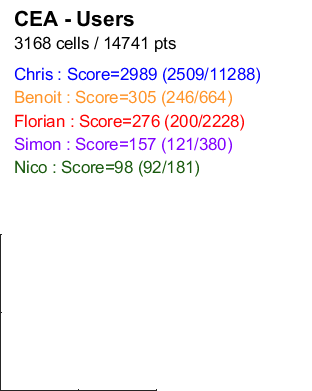 CEA - Users
3168 cells / 14741 pts
Chris : Score=2989 (2509/11288)
Benoit : Score=305 (246/664)
Florian : Score=276 (200/2228)
Simon : Score=157 (121/380)
Nico : Score=98 (92/181)